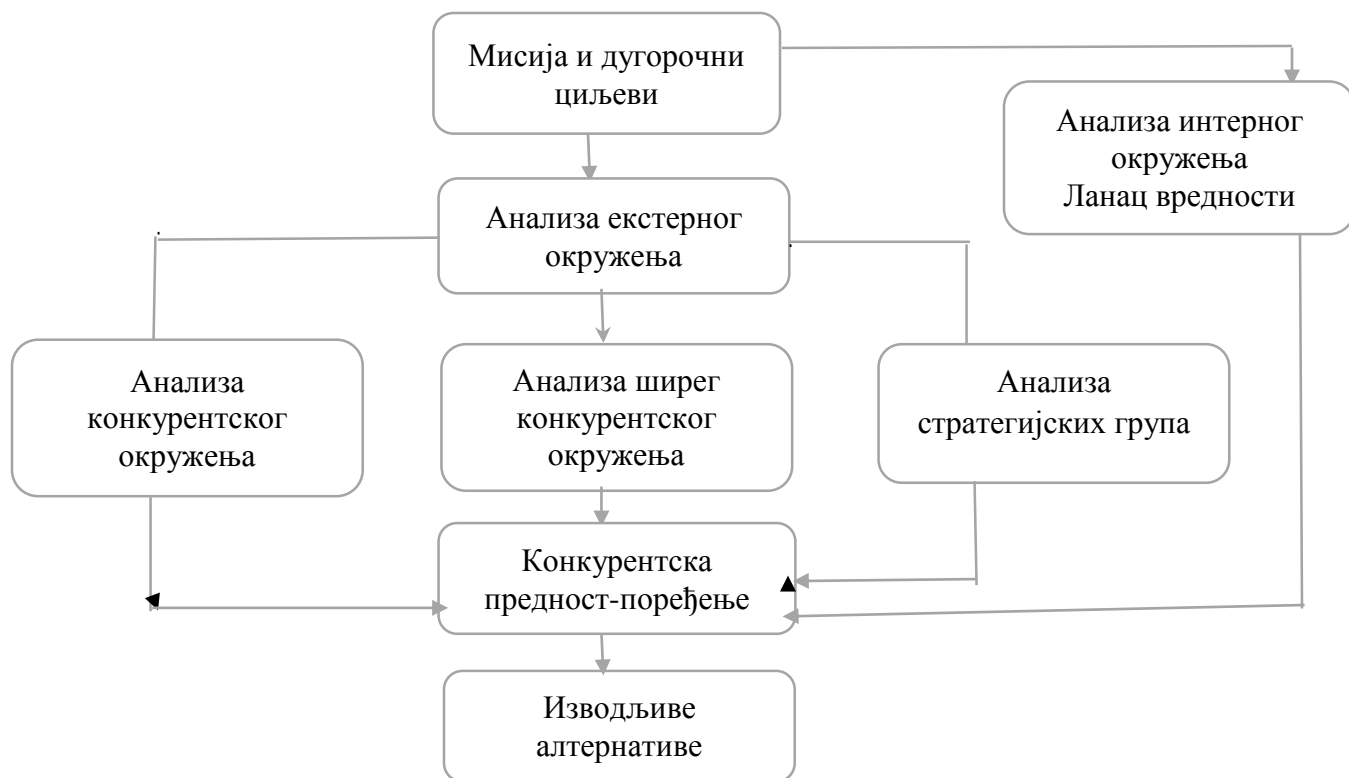 Мисија и дугорочни
циљеви
Анализа интерног
окружења
Ланац вредности
Анализа екстерног
окружења
Анализа
конкурентског
окружења
Анализа ширег
конкурентског
окружења
Анализа
стратегијских група
Конкурентска
предност-поређење
Изводљиве
алтернативе